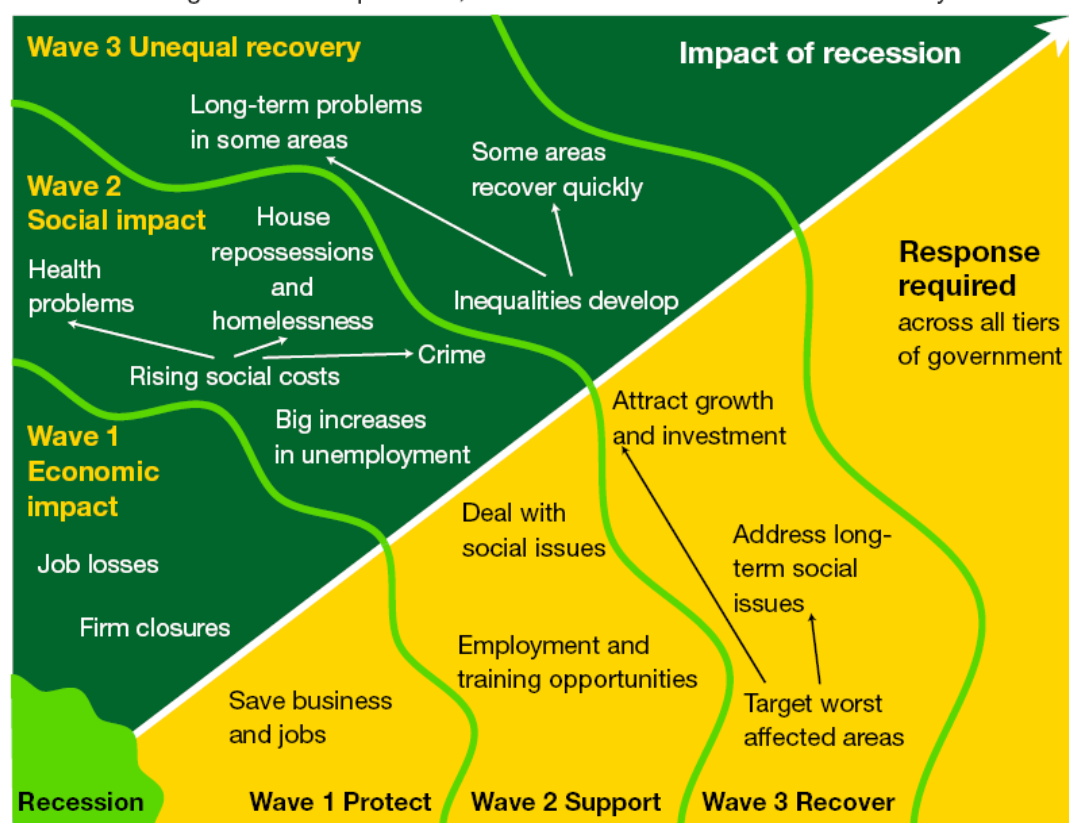 Wave 3 Unequal recovery
Impact of recession
Long-term problems
in some areas
Some areas
recover quickly
Wave 2
Social impact
House
repossessions
and
homelessness
Health
problems
Inequalities develop
Crime
Rising social costs
Big increases
in unemployment
Wave 1
Economic
impact
Job losses
Firm closures
Response
required
across all tiers
of government
Attract growth
and investment
Deal with
social issues
Address long-
term social
issues
Employment and
training opportunities
Save business
and jobs
Target worst
affected areas
Recession
Wave 1 Protect
Wave 2 Support
Wave 3 Recover